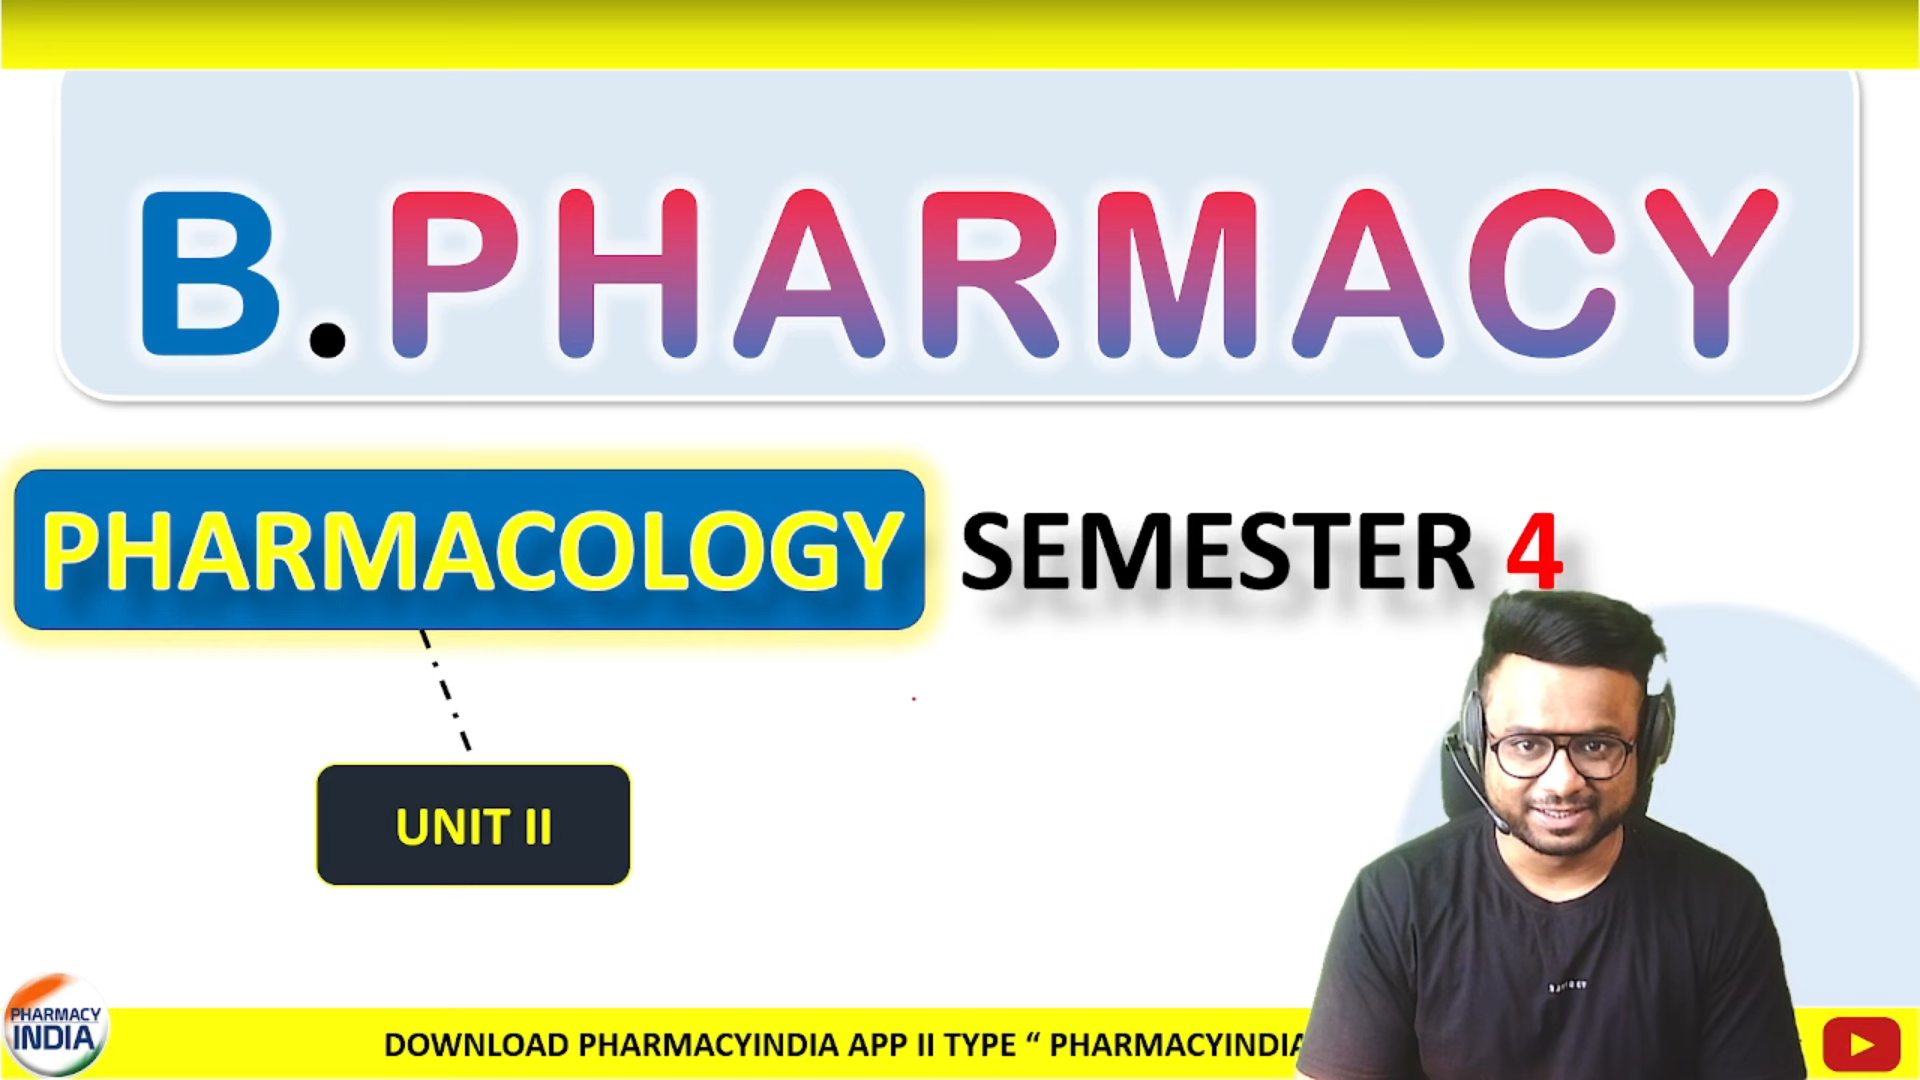 B.PHARMACY
PHARMACOLOGY SEMESTER 4
UNIT II
PHARMACY
INDIA
DOWNLOAD PHARMACYINDIA APP II TYPE “ PHARMACYINDIA